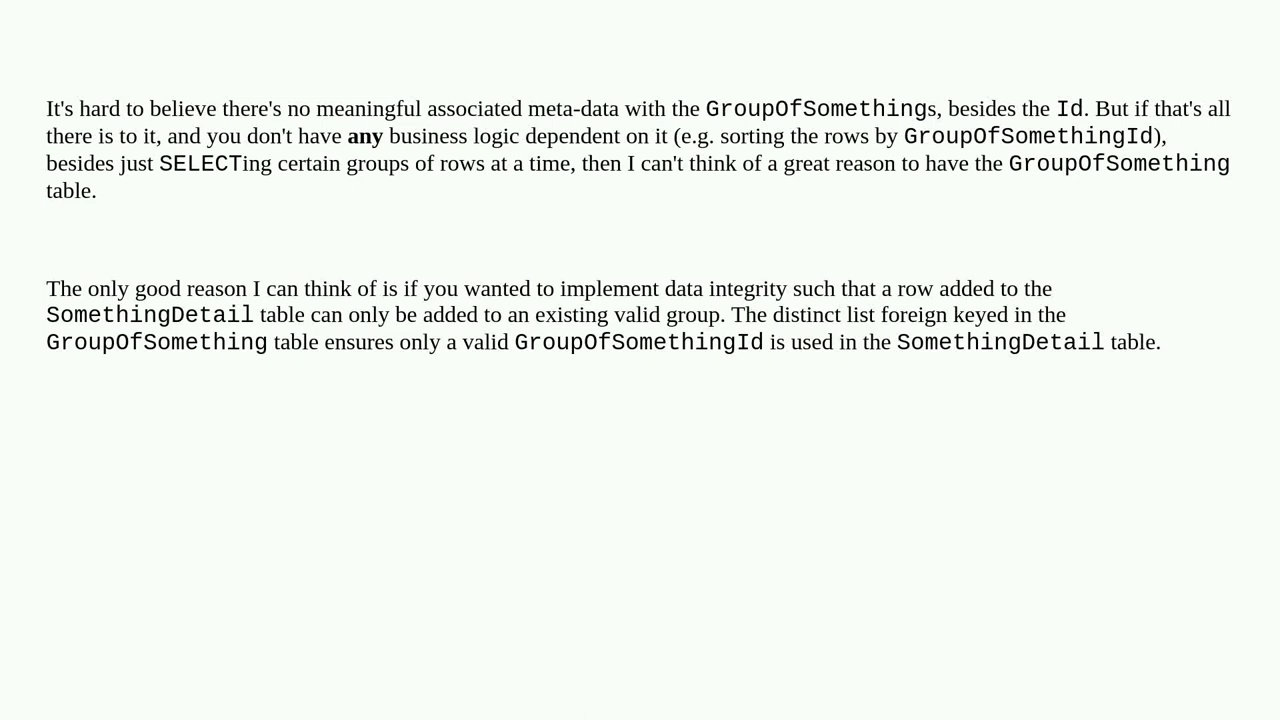 It's hard to believe there's no meaningful associated meta-data with the GroupOfSomethings, besides the Id. But if that's all
there is to it, and you don't have any business logic dependent on it (e.g. sorting the rows by GroupOfSomethingId),
besides just SELECTing certain groups of rows at a time, then I can't think of a great reason to have the GroupOfSomething
table.
The only good reason I can think of is if you wanted to implement data integrity such that a row added to the
SomethingDetail table can only be added to an existing valid group. The distinct list foreign keyed in the
GroupOfSomething table ensures only a valid GroupOfSomethingId is used in the SomethingDetail table.